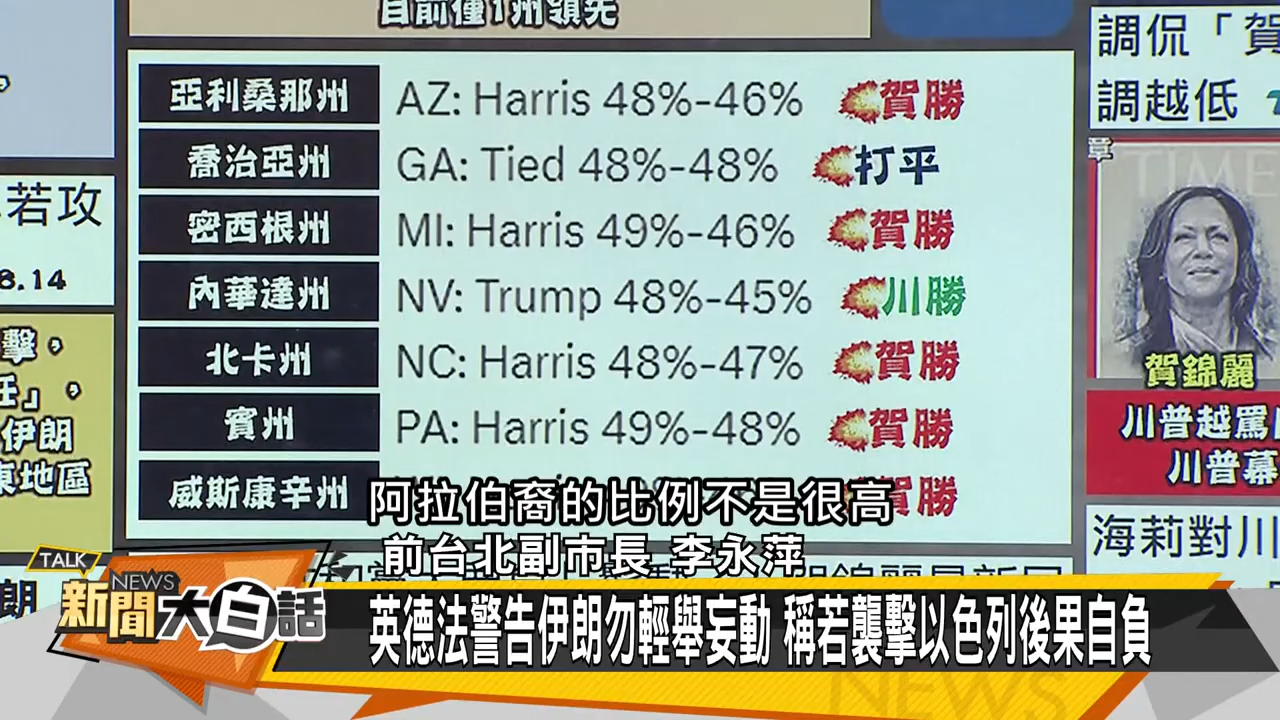 目前僅1州領先
亞利桑那州 AZ: Harris 48%-46% 賀勝
喬治亞州 GA: Tied 48%-48% 打平
密西根州 MI: Harris 49%-46% 賀勝
內華達州 NV: Trump 48%-45% 川勝
北卡州 NC: Harris 48%-47% 賀勝
賓州 PA: Harris 49%-48% 賀勝
威斯康辛州 賀勝
若攻
8.14
擊，
任」，
伊朗
東地區
朗
調侃「賀
調越低
章
TIME
賀錦麗
川普越罵
川普幕
海莉對川
阿拉伯裔的比例不是很高
前台北副市長 李永萍
TALK
NEWS
新聞大白話
英德法警告伊朗勿輕舉妄動 稱若襲擊以色列後果自負
NEWS